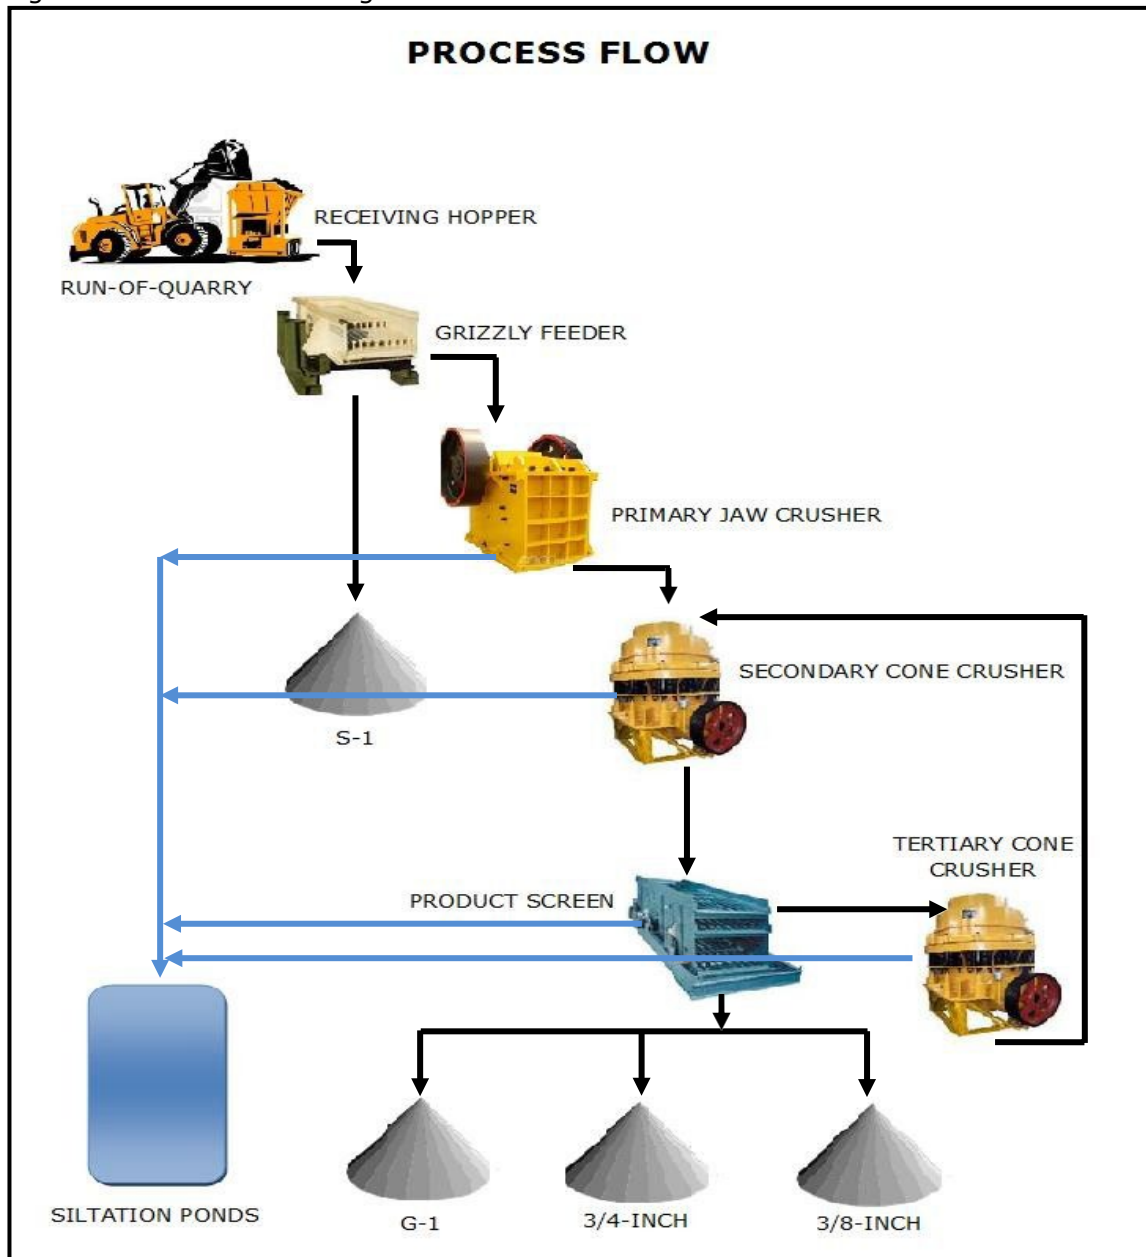 PROCESS FLOW
RECEIVING HOPPER
RUN-OF-QUARRY
GRIZZLY FEEDER
PRIMARY JAW CRUSHER
SECONDARY CONE CRUSHER
S-1
TERTIARY CONE
CRUSHER
PRODUCT SCREEN
SILTATION PONDS
G-1
3/4-INCH
3/8-INCH